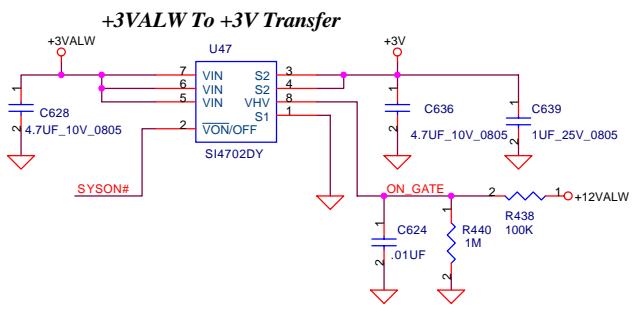 +3VALW To +3V Transfer
+3VALW
U47
+3V
7 VIN S2 3
6 VIN S2 4
5 VIN VHV 8
S1 1
2 VON/OFF
SI4702DY
1
C628
2
4.7UF_10V_0805
1
C636
2
4.7UF_10V_0805
1
C639
2
1UF_25V_0805
SYSON#
ON_GATE
2 1 +12VALW
R438
100K
1
C624
2
.01UF
1
R440
1M
2